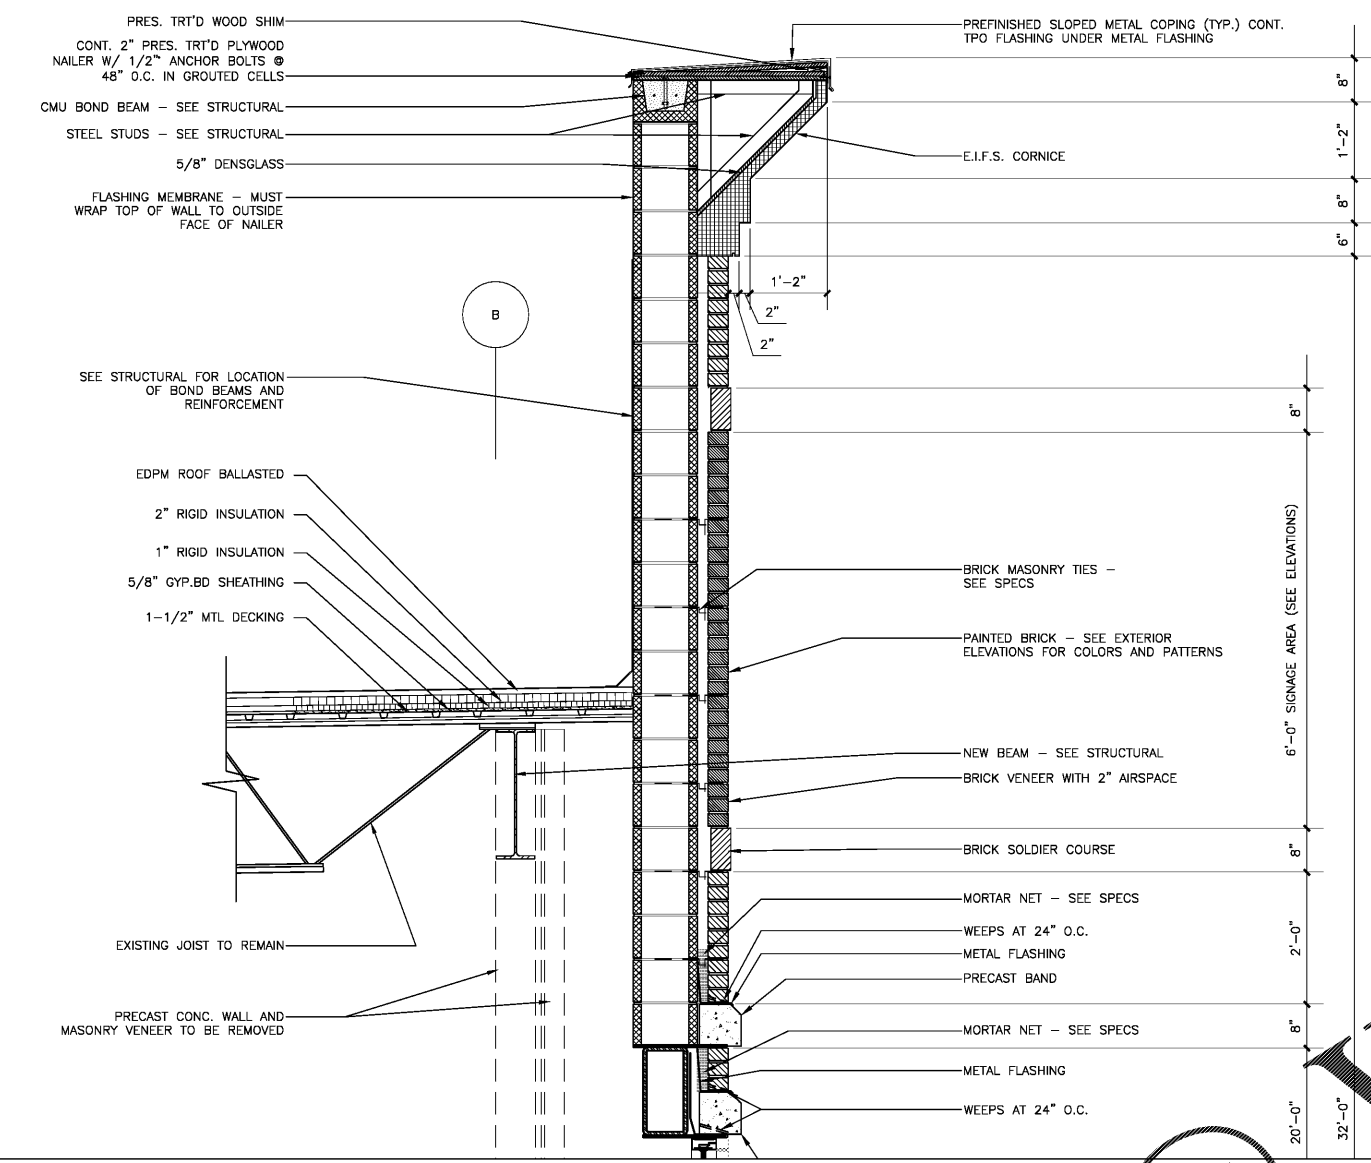 PRES. TRT'D WOOD SHIM
CONT. 2" PRES. TRT'D PLYWOOD
NAILER W/ 1/2" ANCHOR BOLTS @
48" O.C. IN GROUTED CELLS
CMU BOND BEAM – SEE STRUCTURAL
STEEL STUDS – SEE STRUCTURAL
5/8" DENSGLASS
FLASHING MEMBRANE – MUST
WRAP TOP OF WALL TO OUTSIDE
FACE OF NAILER
B
SEE STRUCTURAL FOR LOCATION
OF BOND BEAMS AND
REINFORCEMENT
EDPM ROOF BALLASTED
2" RIGID INSULATION
1" RIGID INSULATION
5/8" GYP.BD SHEATHING
1–1/2" MTL DECKING
EXISTING JOIST TO REMAIN
PRECAST CONC. WALL AND
MASONRY VENEER TO BE REMOVED
PREFINISHED SLOPED METAL COPING (TYP.) CONT.
TPO FLASHING UNDER METAL FLASHING
E.I.F.S. CORNICE
1'–2"
2"
2"
BRICK MASONRY TIES –
SEE SPECS
PAINTED BRICK – SEE EXTERIOR
ELEVATIONS FOR COLORS AND PATTERNS
NEW BEAM – SEE STRUCTURAL
BRICK VENEER WITH 2" AIRSPACE
BRICK SOLDIER COURSE
MORTAR NET – SEE SPECS
WEEPS AT 24" O.C.
METAL FLASHING
PRECAST BAND
MORTAR NET – SEE SPECS
METAL FLASHING
WEEPS AT 24" O.C.
8"
1'–2"
8"
6"
8"
6'–0" SIGNAGE AREA (SEE ELEVATIONS)
8"
2'–0"
8"
20'–0"
32'–0"